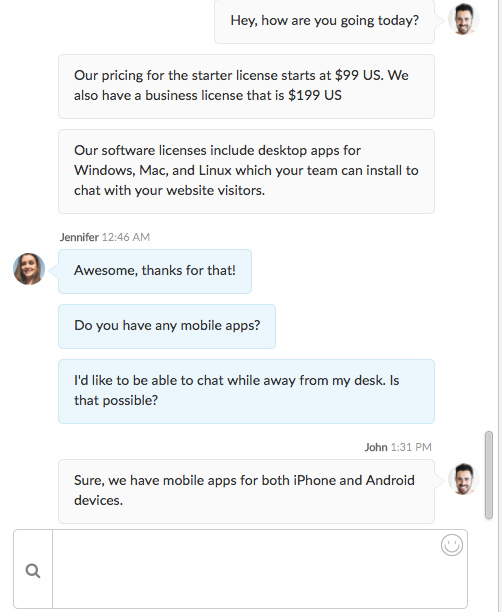 Hey, how are you going today?
Our pricing for the starter license starts at $99 US. We
also have a business license that is $199 US
Our software licenses include desktop apps for
Windows, Mac, and Linux which your team can install to
chat with your website visitors.
Jennifer 12:46 AM
Awesome, thanks for that!
Do you have any mobile apps?
I'd like to be able to chat while away from my desk. Is
that possible?
John 1:31 PM
Sure, we have mobile apps for both iPhone and Android
devices.